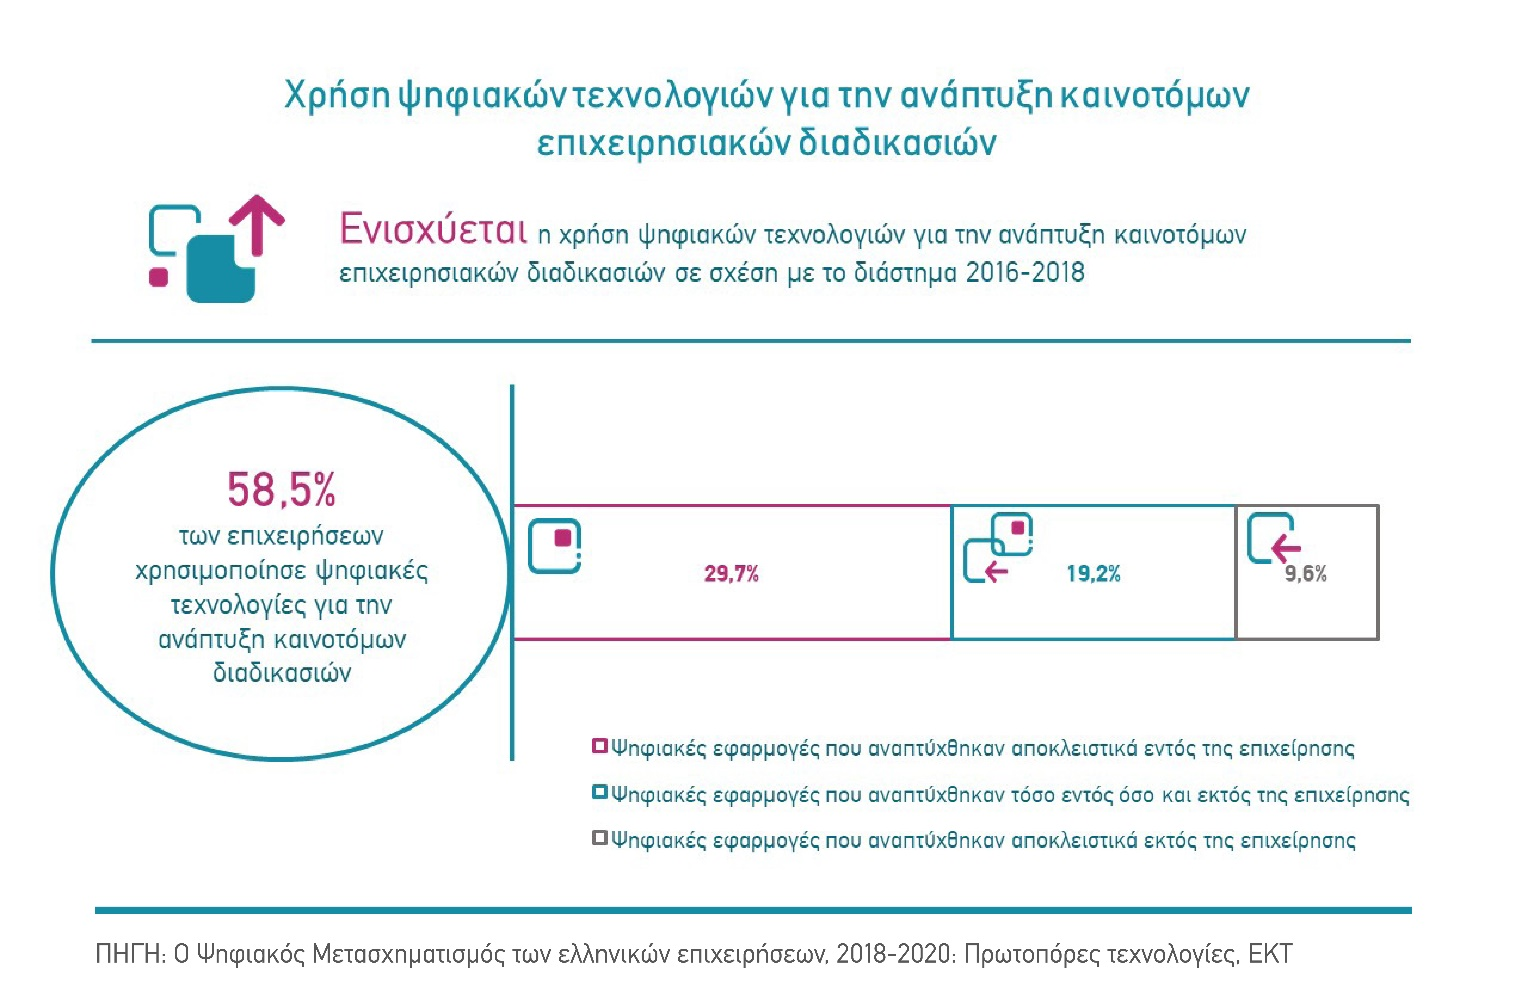 Χρήση ψηφιακών τεχνολογιών για την ανάπτυξη καινοτόμων
επιχειρησιακών διαδικασιών
Ενισχύεται η χρήση ψηφιακών τεχνολογιών για την ανάπτυξη καινοτόμων
επιχειρησιακών διαδικασιών σε σχέση με το διάστημα 2016-2018
58,5%
των επιχειρήσεων
χρησιμοποίησε ψηφιακές
τεχνολογίες για την
ανάπτυξη καινοτόμων
διαδικασιών
29,7%
19,2%
9,6%
Ψηφιακές εφαρμογές που αναπτύχθηκαν αποκλειστικά εντός της επιχείρησης
Ψηφιακές εφαρμογές που αναπτύχθηκαν τόσο εντός όσο και εκτός της επιχείρησης
Ψηφιακές εφαρμογές που αναπτύχθηκαν αποκλειστικά εκτός της επιχείρησης
ΠΗΓΗ: Ο Ψηφιακός Μετασχηματισμός των ελληνικών επιχειρήσεων, 2018-2020: Πρωτοπόρες τεχνολογίες, ΕΚΤ